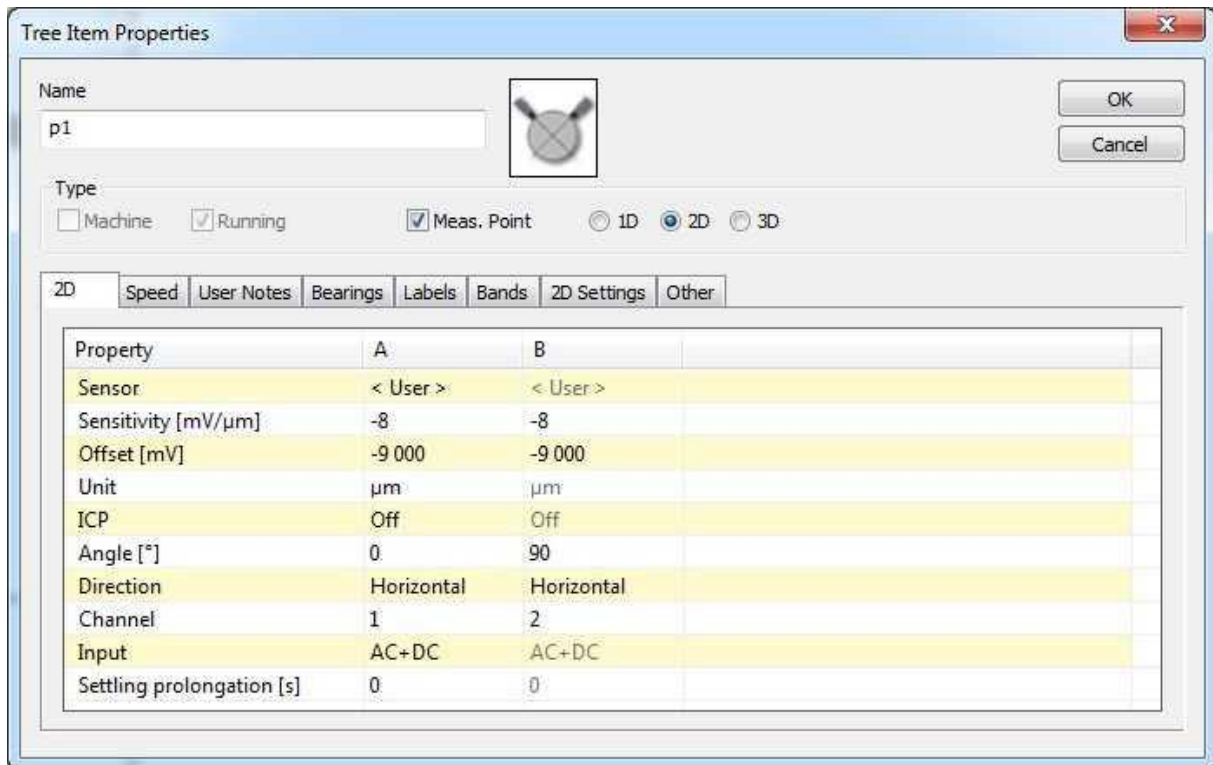 Tree Item Properties
Name
p1
OK
Cancel
Type
Machine Running Meas. Point 1D 2D 3D
2D Speed User Notes Bearings Labels Bands 2D Settings Other
Property A B
Sensor < User > < User >
Sensitivity [mV/µm] -8 -8
Offset [mV] -9 000 -9 000
Unit µm µm
ICP Off Off
Angle [°] 0 90
Direction Horizontal Horizontal
Channel 1 2
Input AC+DC AC+DC
Settling prolongation [s] 0 0